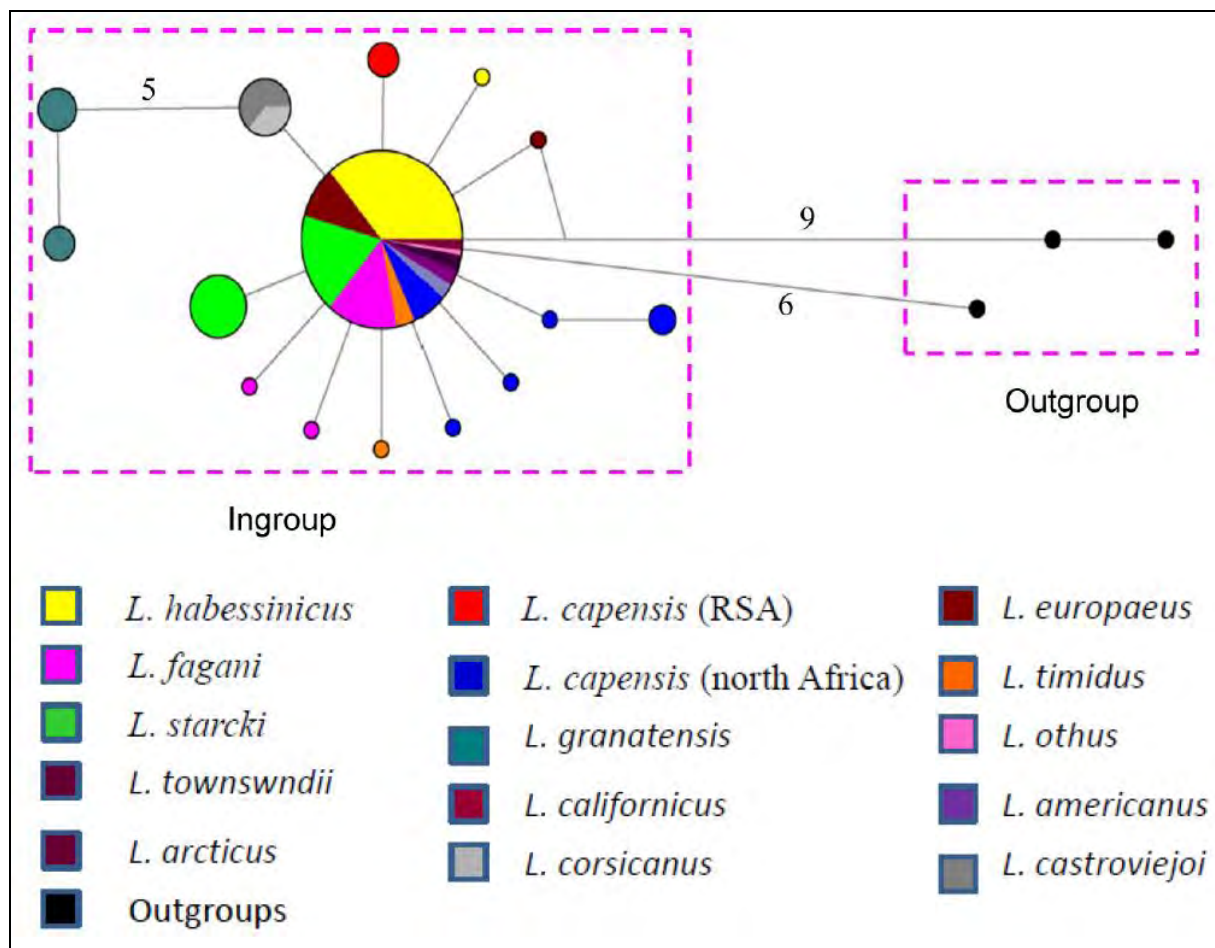 5
9
6
Outgroup
Ingroup
L. habessinicus
L. fagani
L. starcki
L. townswndii
L. arcticus
Outgroups
L. capensis (RSA)
L. capensis (north Africa)
L. granatensis
L. californicus
L. corsicanus
L. europaeus
L. timidus
L. othus
L. americanus
L. castroviejoi